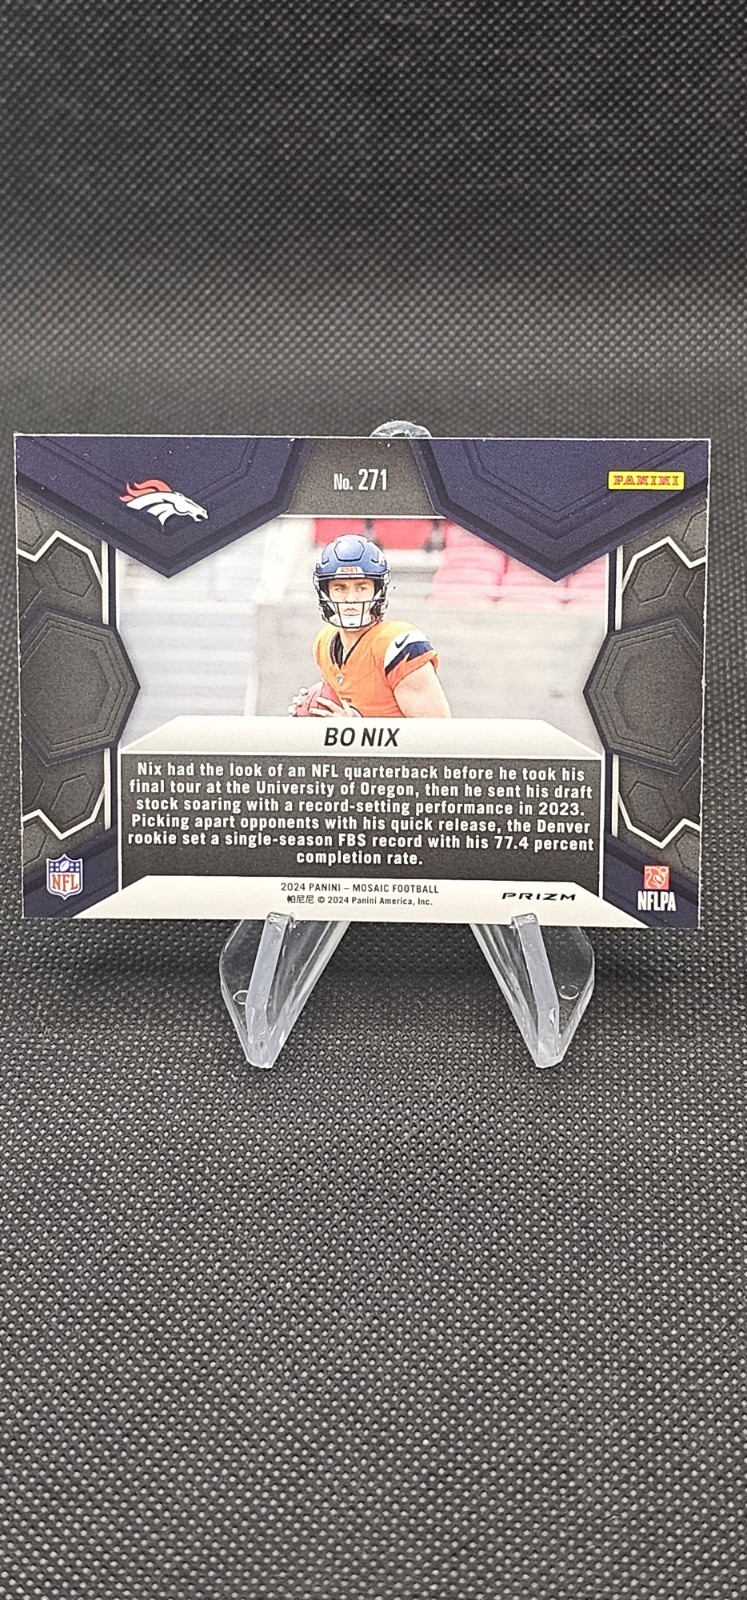 No. 271
PANINI
BO NIX
Nix had the look of an NFL quarterback before he took his
final tour at the University of Oregon, then he sent his draft
stock soaring with a record-setting performance in 2023.
Picking apart opponents with his quick release, the Denver
rookie set a single-season FBS record with his 77.4 percent
completion rate.
NFL
2024 PANINI – MOSAIC FOOTBALL
帕尼尼 © 2024 Panini America, Inc.
PRIZM
NFLPA